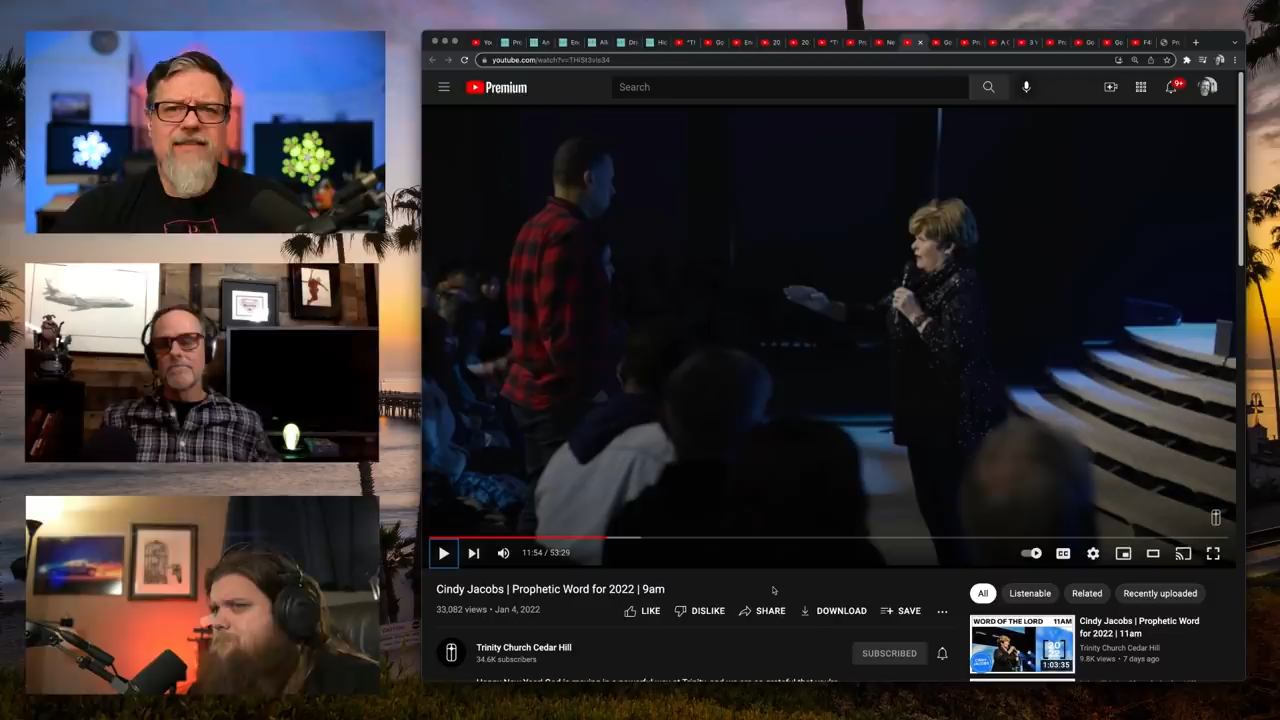 youtube.com/watch?v=THiSt3vis34
Premium
Search
9+
11:54 / 53:29
CC
Cindy Jacobs | Prophetic Word for 2022 | 9am
33,082 views • Jan 4, 2022
LIKE
DISLIKE
SHARE
DOWNLOAD
SAVE
Trinity Church Cedar Hill
34.6K subscribers
SUBSCRIBED
All
Listenable
Related
Recently uploaded
WORD OF THE LORD 11AM
1:03:35
Cindy Jacobs | Prophetic Word
for 2022 | 11am
Trinity Church Cedar Hill
9.8K views • 7 days ago